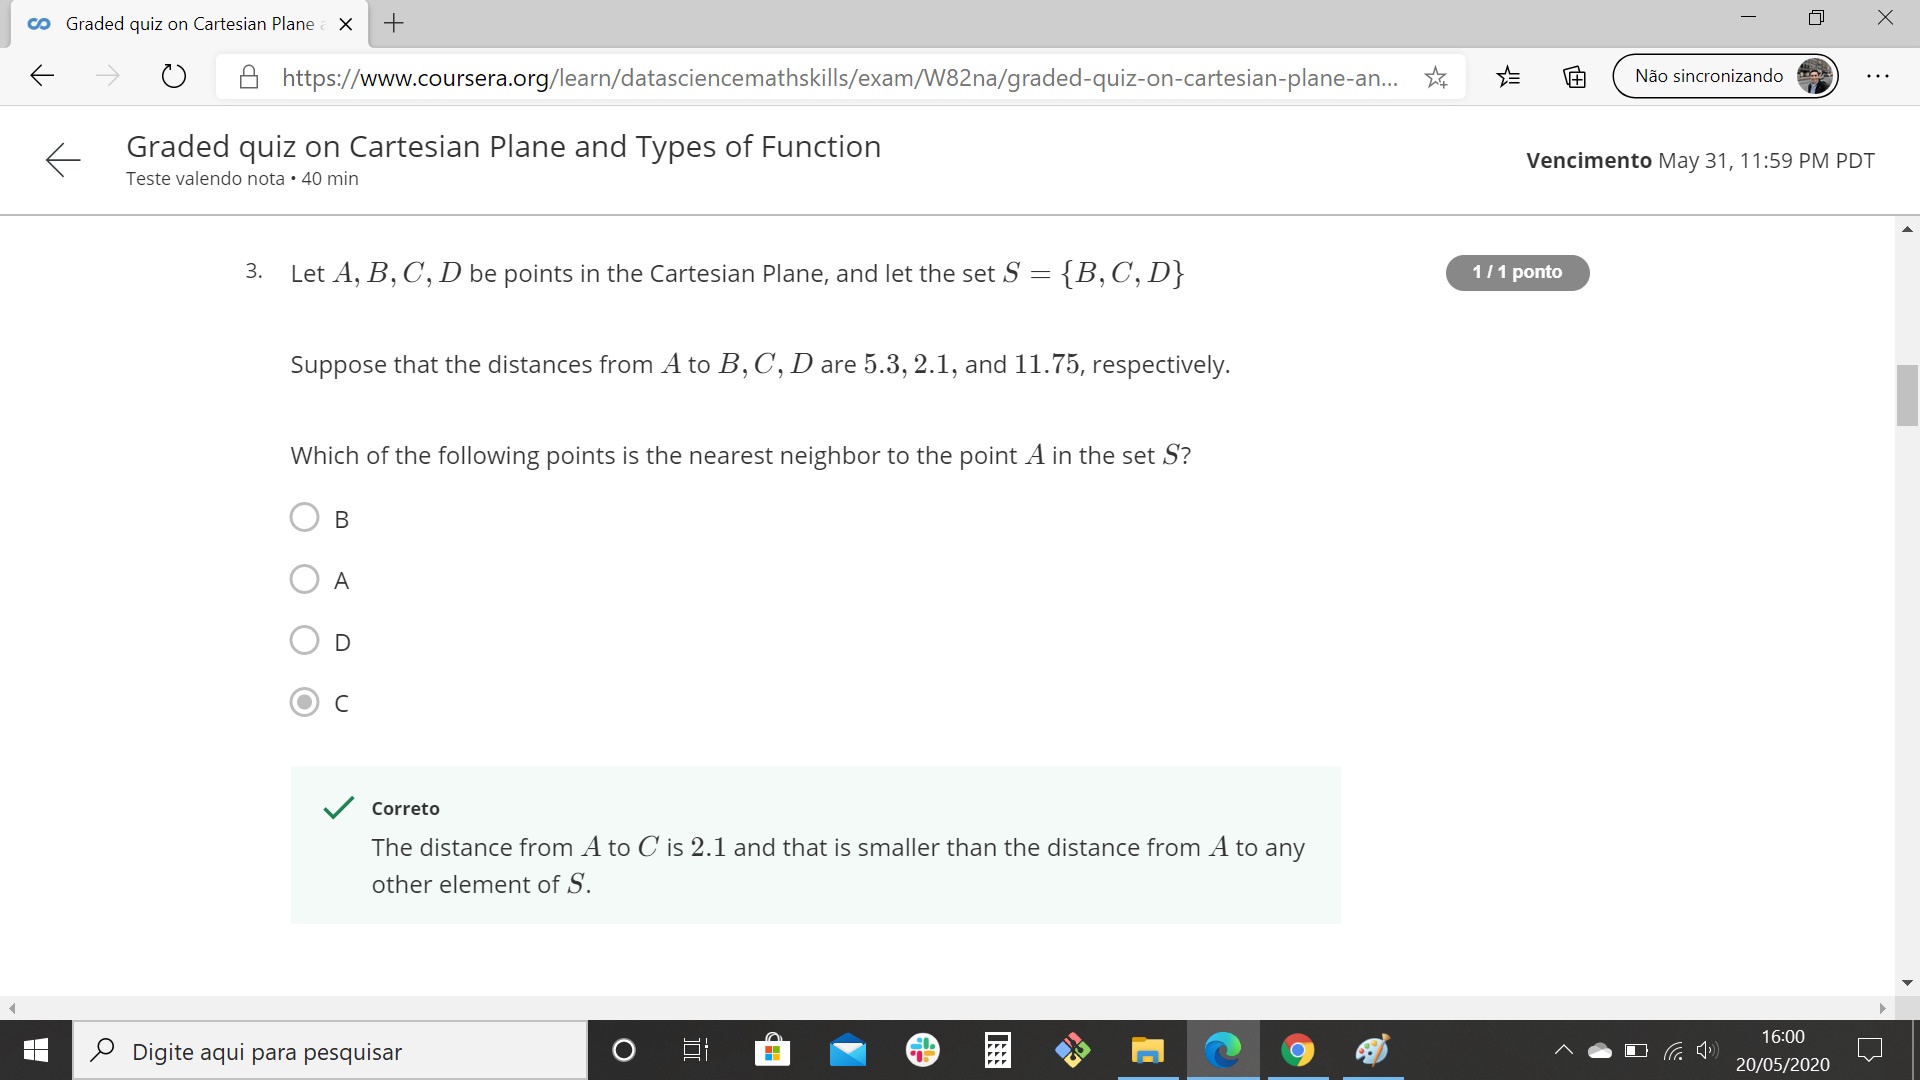 Graded quiz on Cartesian Plane a
https://www.coursera.org/learn/datasciencemathskills/exam/W82na/graded-quiz-on-cartesian-plane-an...
Não sincronizando
Graded quiz on Cartesian Plane and Types of Function
Teste valendo nota • 40 min
Vencimento May 31, 11:59 PM PDT
3. Let A, B, C, D be points in the Cartesian Plane, and let the set S = {B, C, D}
1 / 1 ponto
Suppose that the distances from A to B, C, D are 5.3, 2.1, and 11.75, respectively.
Which of the following points is the nearest neighbor to the point A in the set S?
B
A
D
C
Correto
The distance from A to C is 2.1 and that is smaller than the distance from A to any
other element of S.
Digite aqui para pesquisar
16:00
20/05/2020